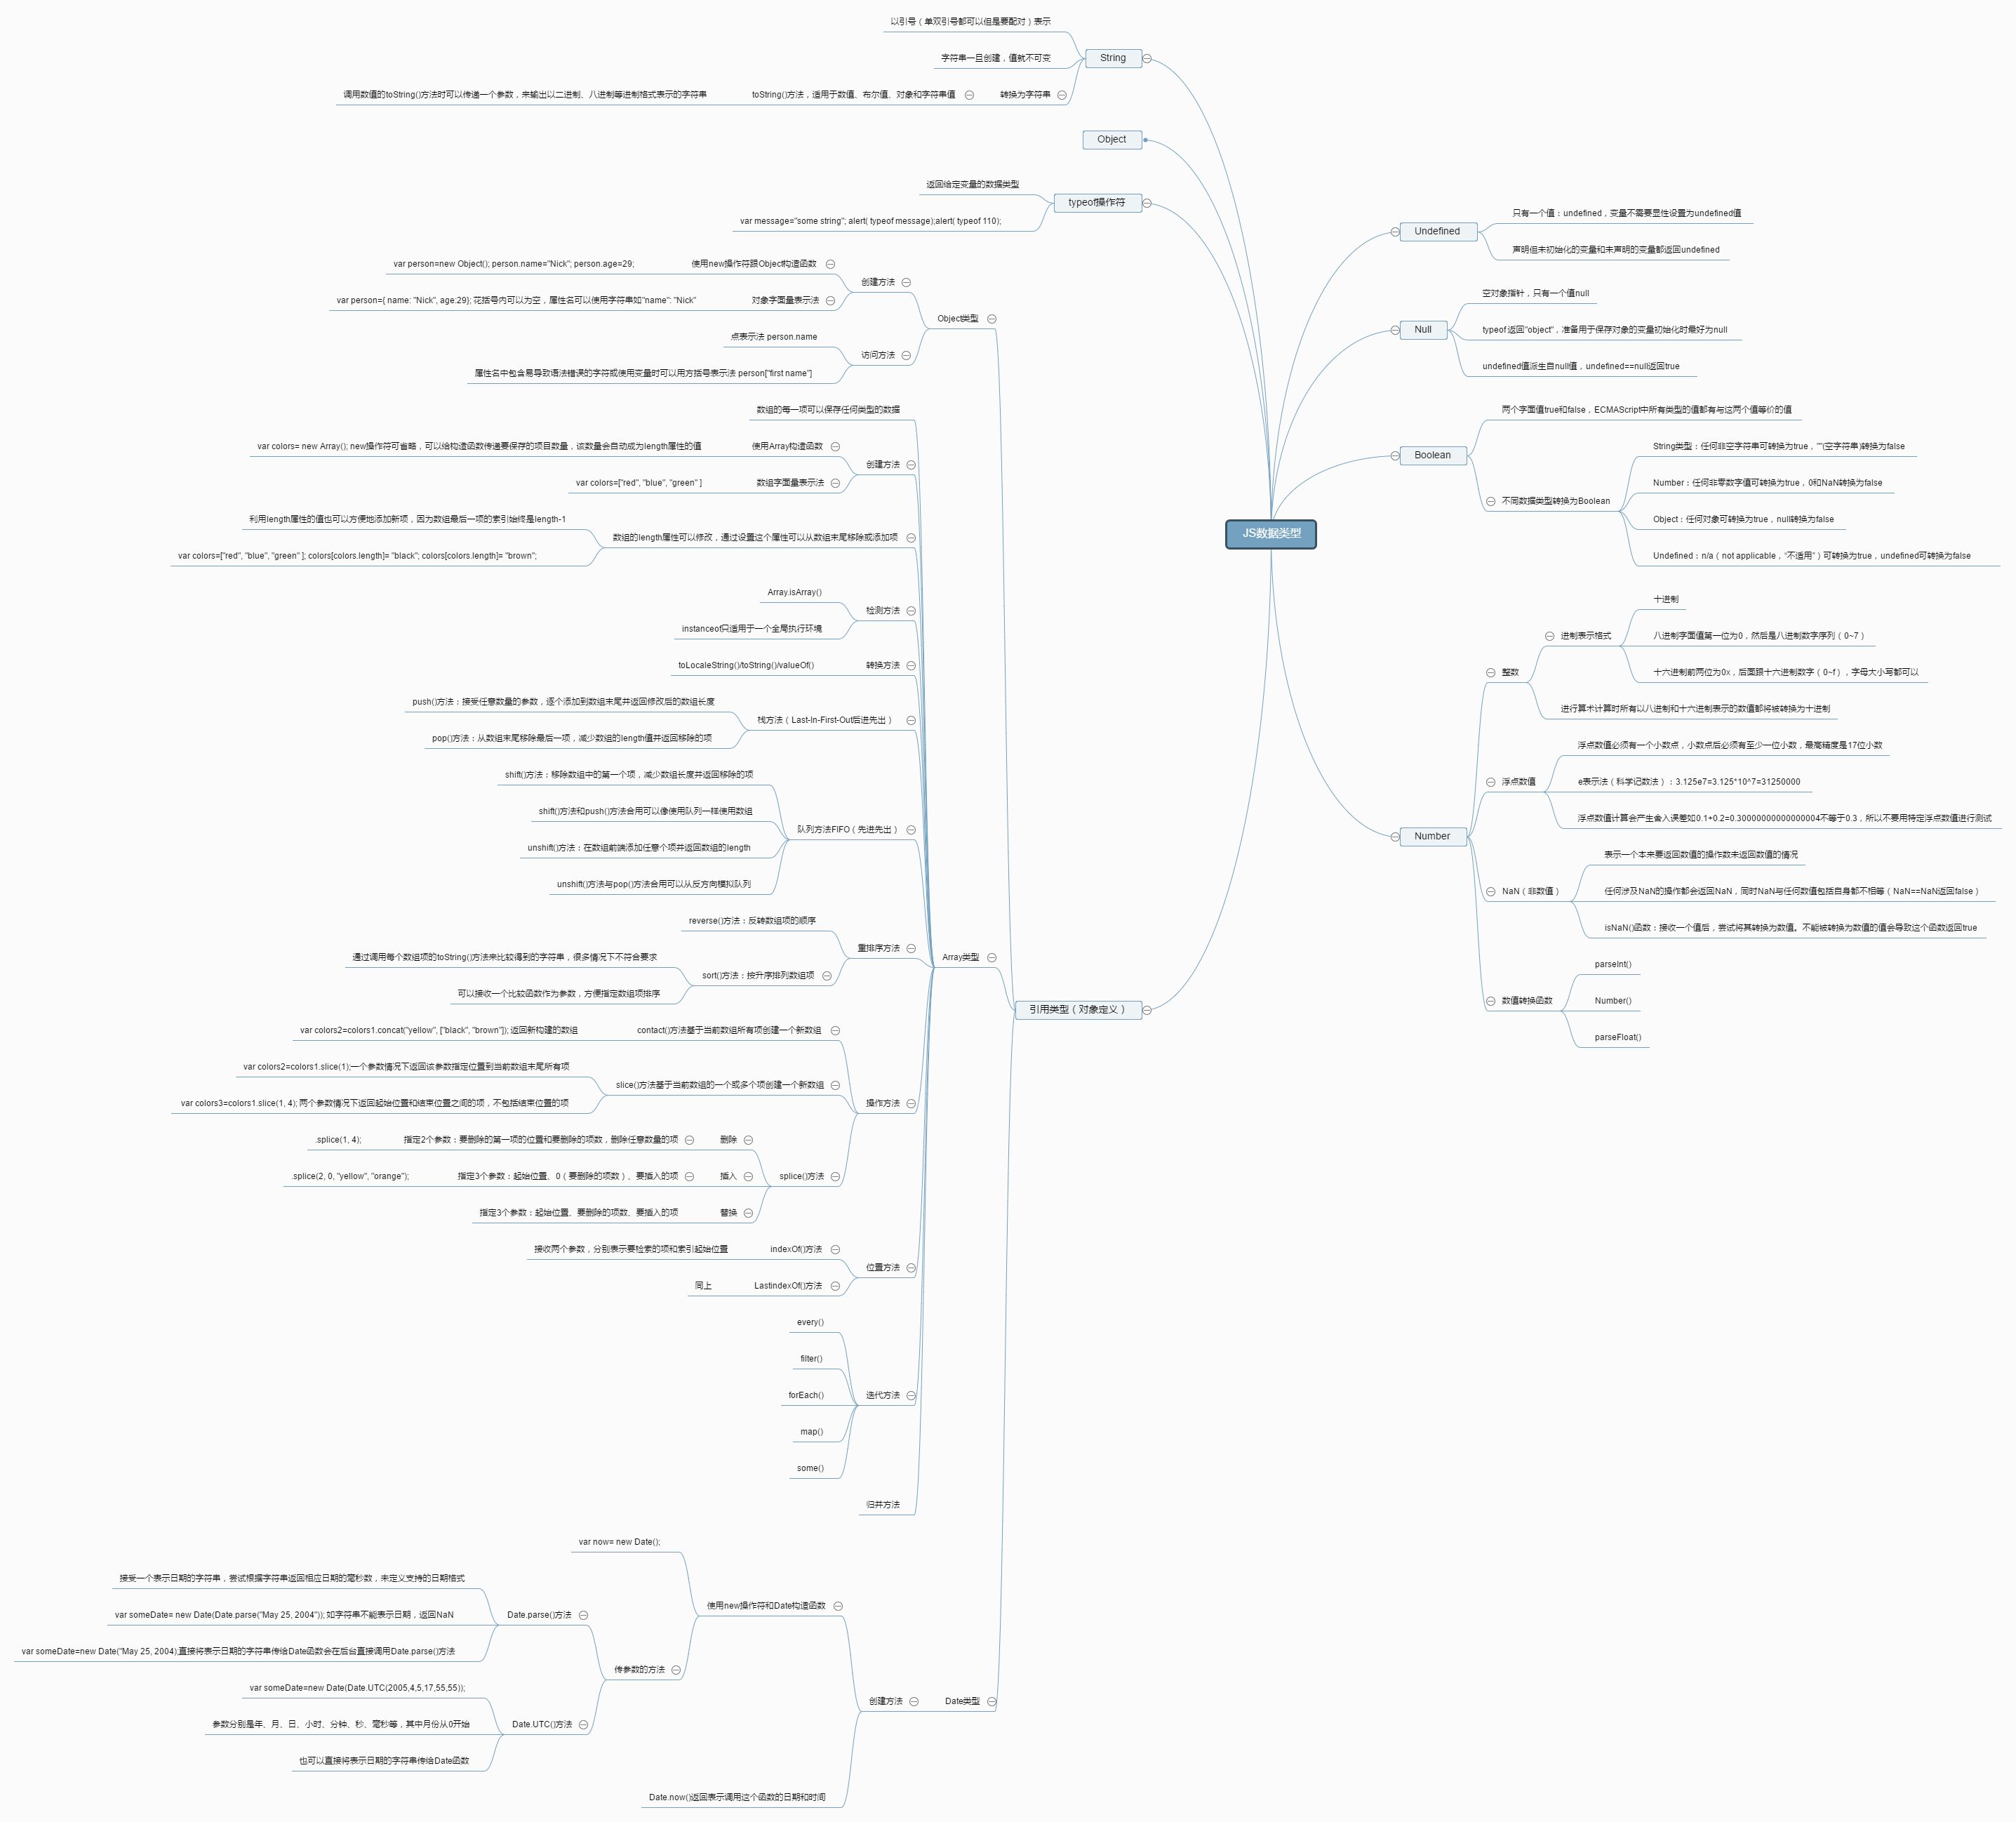 JS数据类型
String
以引号（单双引号都可以但是要配对）表示
字符串一旦创建，值就不可变
转换为字符串
toString()方法，适用于数值、布尔值、对象和字符串值
调用数值的toString()方法时可以传递一个参数，来输出以二进制、八进制等进制格式表示的字符串
Object
typeof操作符
返回给定变量的数据类型
var message="some string"; alert( typeof message);alert( typeof 110);
引用类型（对象定义）
Object类型
创建方法
使用new操作符跟Object构造函数
var person=new Object(); person.name="Nick"; person.age=29;
对象字面量表示法
var person={ name: "Nick", age:29}; 花括号内可以为空，属性名可以使用字符串如"name": "Nick"
访问方法
点表示法 person.name
属性名中包含易导致语法错误的字符或使用变量时可以用方括号表示法 person["first name"]
Array类型
数组的每一项可以保存任何类型的数据
创建方法
使用Array构造函数
var colors= new Array(); new操作符可省略，可以给构造函数传递要保存的项目数量，该数量会自动成为length属性的值
数组字面量表示法
var colors=["red", "blue", "green" ]
数组的length属性可以修改，通过设置这个属性可以从数组末尾移除或添加项
利用length属性的值也可以方便地添加新项，因为数组最后一项的索引始终是length-1
var colors=["red", "blue", "green" ]; colors[colors.length]= "black"; colors[colors.length]= "brown";
检测方法
Array.isArray()
instanceof只适用于一个全局执行环境
转换方法
toLocaleString()/toString()/valueOf()
栈方法（Last-In-First-Out后进先出）
push()方法：接受任意数量的参数，逐个添加到数组末尾并返回修改后的数组长度
pop()方法：从数组末尾移除最后一项，减少数组的length值并返回移除的项
队列方法FIFO（先进先出）
shift()方法：移除数组中的第一个项，减少数组长度并返回移除的项
shift()方法和push()方法合用可以像使用队列一样使用数组
unshift()方法：在数组前端添加任意个项并返回数组的length
unshift()方法与pop()方法合用可以从反方向模拟队列
重排序方法
reverse()方法：反转数组项的顺序
sort()方法：按升序排列数组项
通过调用每个数组项的toString()方法来比较得到的字符串，很多情况下不符合要求
可以接收一个比较函数作为参数，方便指定数组项排序
操作方法
contact()方法基于当前数组所有项创建一个新数组
var colors2=colors1.concat("yellow", ["black", "brown"]); 返回新构建的数组
slice()方法基于当前数组的一个或多个项创建一个新数组
var colors2=colors1.slice(1);一个参数情况下返回该参数指定位置到当前数组末尾所有项
var colors3=colors1.slice(1, 4); 两个参数情况下返回起始位置和结束位置之间的项，不包括结束位置的项
splice()方法
删除
指定2个参数：要删除的第一项的位置和要删除的项数，删除任意数量的项
.splice(1, 4);
插入
指定3个参数：起始位置、0（要删除的项数）、要插入的项
.splice(2, 0, "yellow", "orange");
替换
指定3个参数：起始位置、要删除的项数、要插入的项
位置方法
indexOf()方法
接收两个参数，分别表示要检索的项和索引起始位置
LastindexOf()方法
同上
迭代方法
every()
filter()
forEach()
map()
some()
归并方法
Date类型
创建方法
使用new操作符和Date构造函数
var now= new Date();
传参数的方法
Date.parse()方法
接受一个表示日期的字符串，尝试根据字符串返回相应日期的毫秒数，未定义支持的日期格式
var someDate= new Date(Date.parse("May 25, 2004")); 如字符串不能表示日期，返回NaN
var someDate=new Date("May 25, 2004);直接将表示日期的字符串传给Date函数会在后台直接调用Date.parse()方法
Date.UTC()方法
var someDate=new Date(Date.UTC(2005,4,5,17,55,55));
参数分别是年、月、日、小时、分钟、秒、毫秒等，其中月份从0开始
也可以直接将表示日期的字符串传给Date函数
Date.now()返回表示调用这个函数的日期和时间
Undefined
只有一个值：undefined，变量不需要显性设置为undefined值
声明但未初始化的变量和未声明的变量都返回undefined
Null
空对象指针，只有一个值null
typeof 返回"object"，准备用于保存对象的变量初始化时最好为null
undefined值派生自null值，undefined==null返回true
Boolean
两个字面值true和false，ECMAScript中所有类型的值都有与这两个值等价的值
不同数据类型转换为Boolean
String类型：任何非空字符串可转换为true，""(空字符串)转换为false
Number：任何非零数字值可转换为true，0和NaN转换为false
Object：任何对象可转换为true，null转换为false
Undefined：n/a（not applicable，"不适用"）可转换为true，undefined可转换为false
Number
整数
进制表示格式
十进制
八进制字面值第一位为0，然后是八进制数字序列（0~7）
十六进制前两位为0x，后面跟十六进制数字（0~f），字母大小写都可以
进行算术计算时所有以八进制和十六进制表示的数值都将被转换为十进制
浮点数值
浮点数值必须有一个小数点，小数点后必须有至少一位小数，最高精度是17位小数
e表示法（科学记数法）：3.125e7=3.125*10^7=31250000
浮点数值计算会产生舍入误差如0.1+0.2=0.30000000000000004不等于0.3，所以不要用特定浮点数值进行测试
NaN（非数值）
表示一个本来要返回数值的操作数未返回数值的情况
任何涉及NaN的操作都会返回NaN，同时NaN与任何数值包括自身都不相等（NaN==NaN返回false）
isNaN()函数：接收一个值后，尝试将其转换为数值。不能被转换为数值的值会导致这个函数返回true
数值转换函数
parseInt()
Number()
parseFloat()